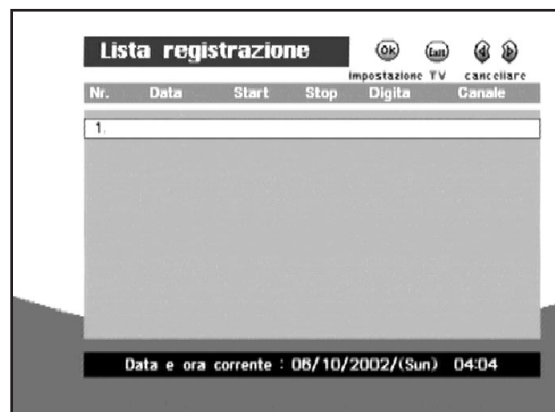 Lista registrazione
Ok Exit
impostazione TV cancellare
Nr. Data Start Stop Digita Canale
1.
Data e ora corrente : 06/10/2002/(Sun) 04:04